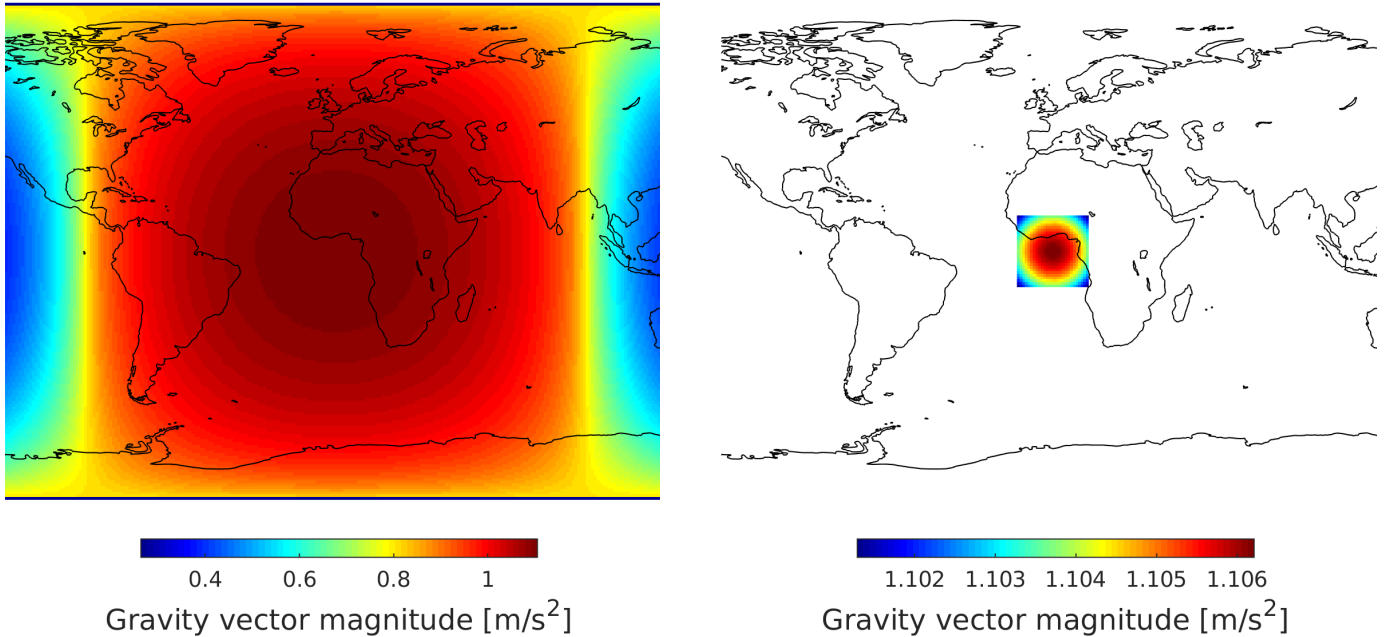 0.4 0.6 0.8 1
Gravity vector magnitude [m/s²]
1.102 1.103 1.104 1.105 1.106
Gravity vector magnitude [m/s²]